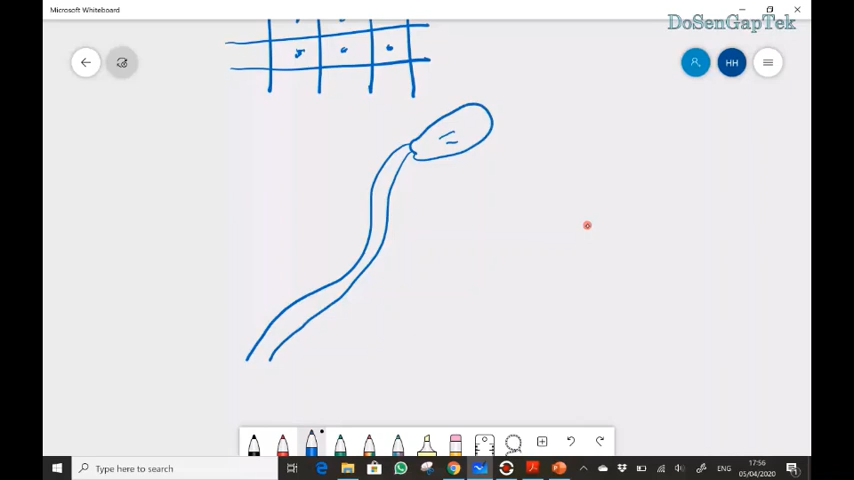 Microsoft Whiteboard
DoSenGapTek
HH
Type here to search
ENG
17:56
05/04/2020